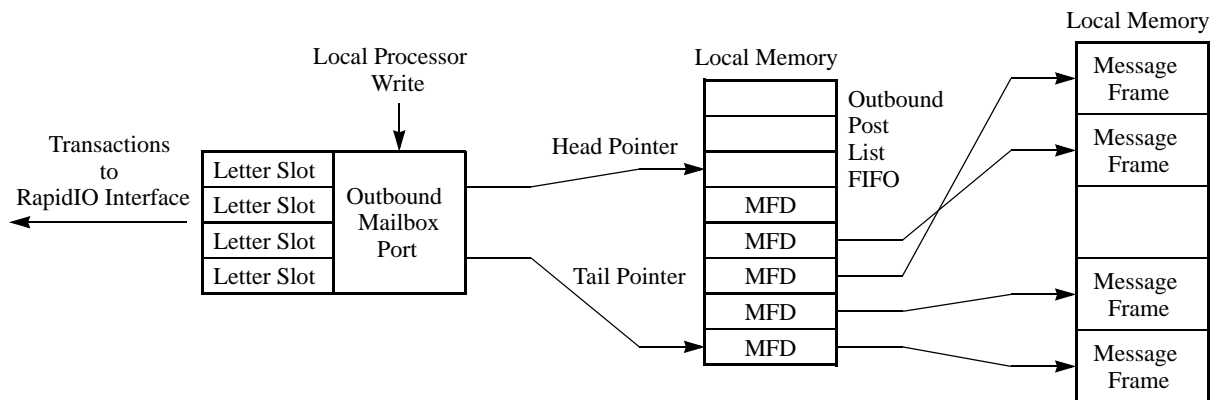 Local Memory
Message
Frame
Message
Frame
Message
Frame
Message
Frame
Local Memory
MFD
MFD
MFD
MFD
MFD
Outbound
Post
List
FIFO
Local Processor
Write
Head Pointer
Tail Pointer
Transactions
to
RapidIO Interface
Letter Slot
Letter Slot
Letter Slot
Letter Slot
Outbound
Mailbox
Port